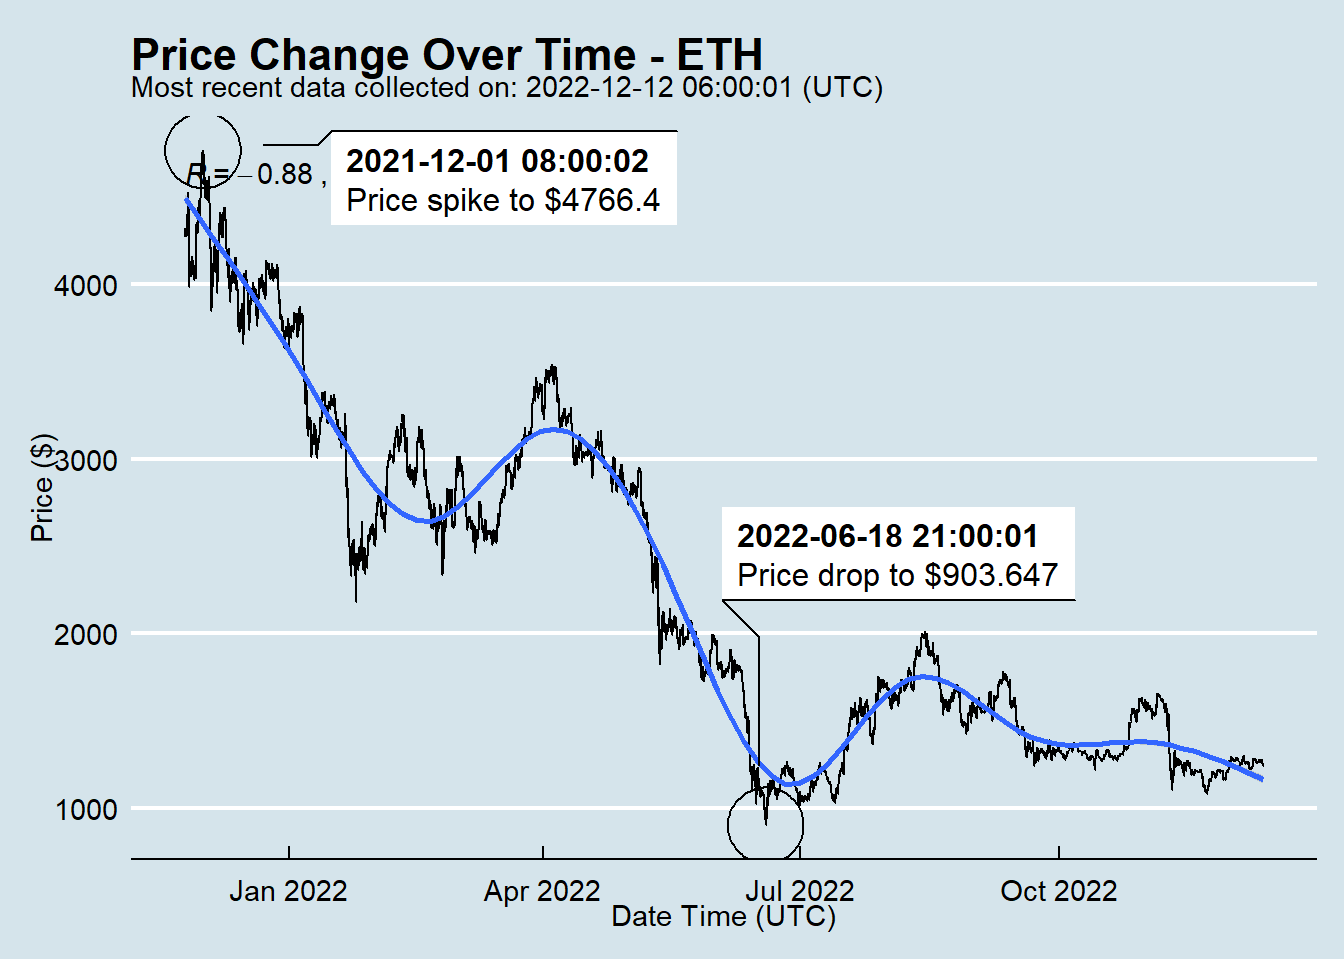 Price Change Over Time - ETH
Most recent data collected on: 2022-12-12 06:00:01 (UTC)
R = −0.88 ,
2021-12-01 08:00:02
Price spike to $4766.4
4000
3000
2000
1000
Price ($)
2022-06-18 21:00:01
Price drop to $903.647
Jan 2022
Apr 2022
Jul 2022
Oct 2022
Date Time (UTC)